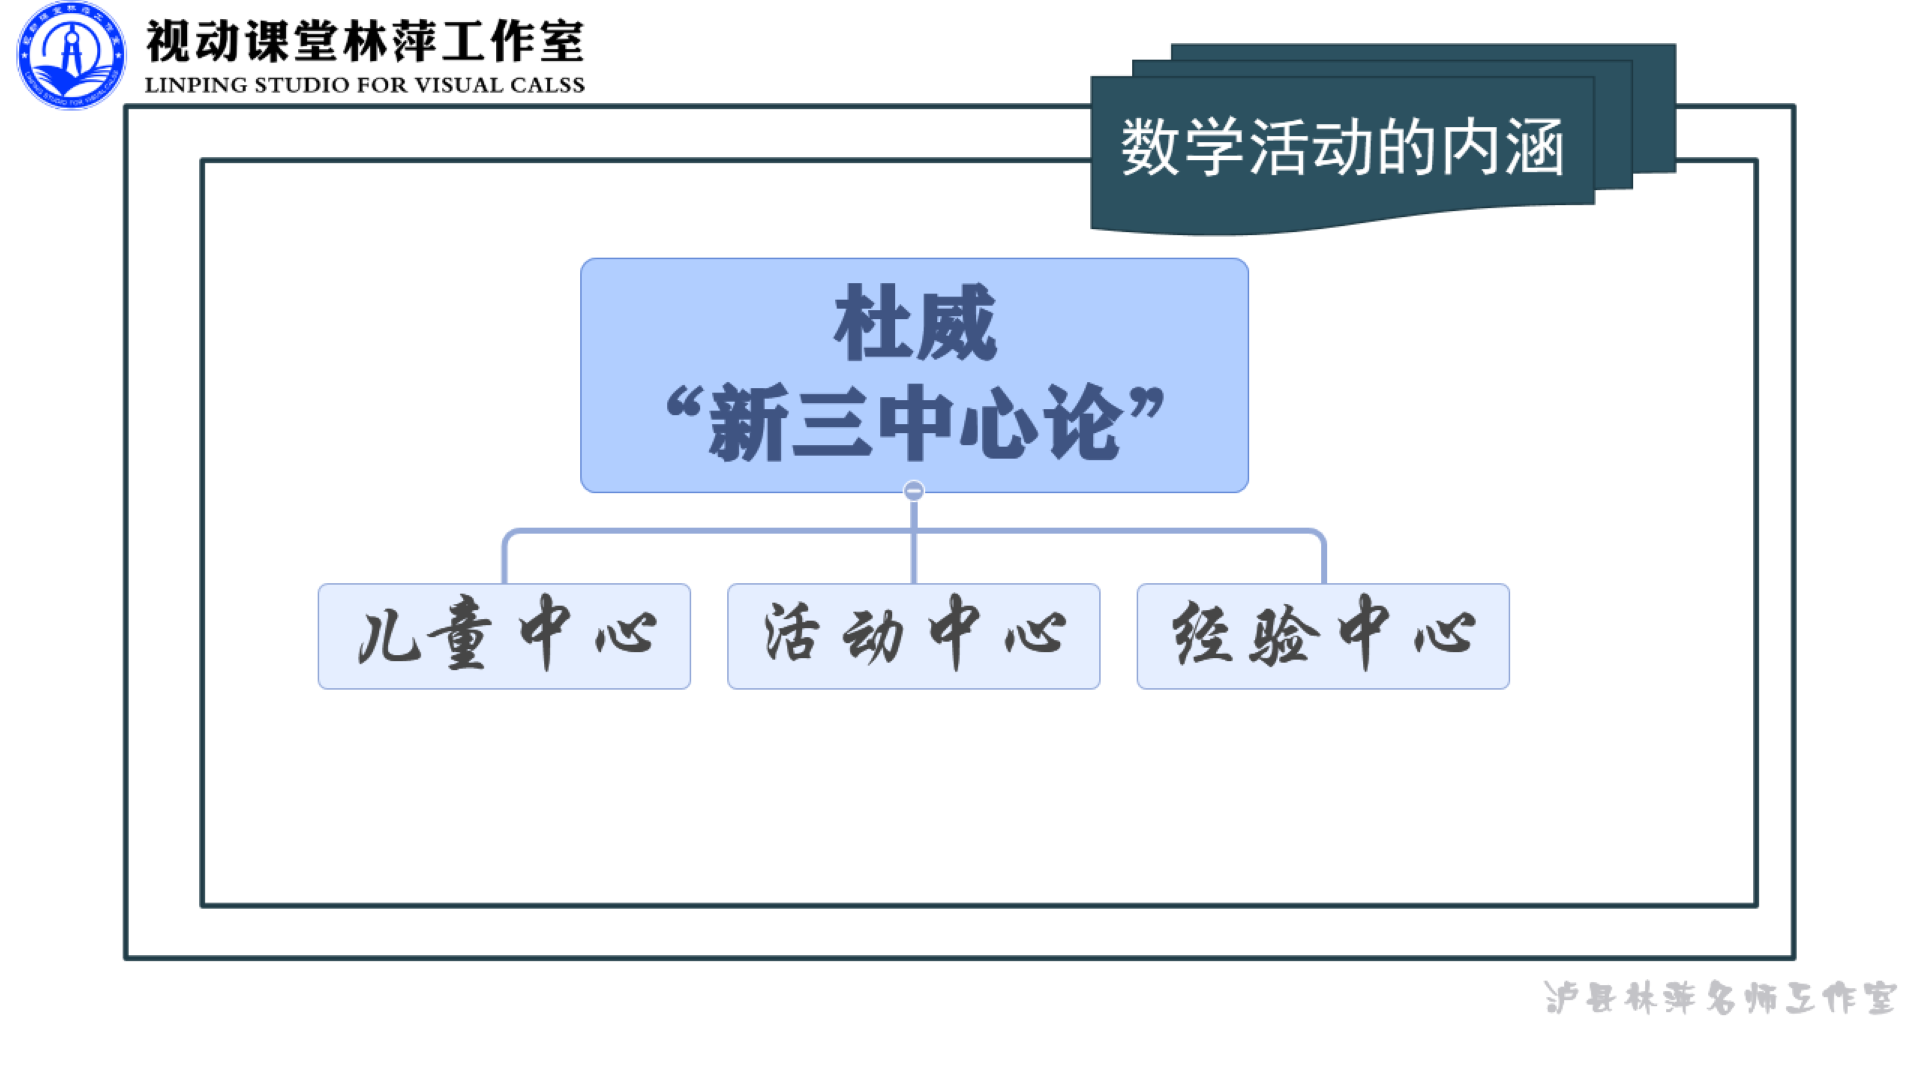 视动课堂林萍工作室
LINPING STUDIO FOR VISUAL CALSS
数学活动的内涵
杜威
“新三中心论”
儿童中心
活动中心
经验中心
泸县林萍名师工作室